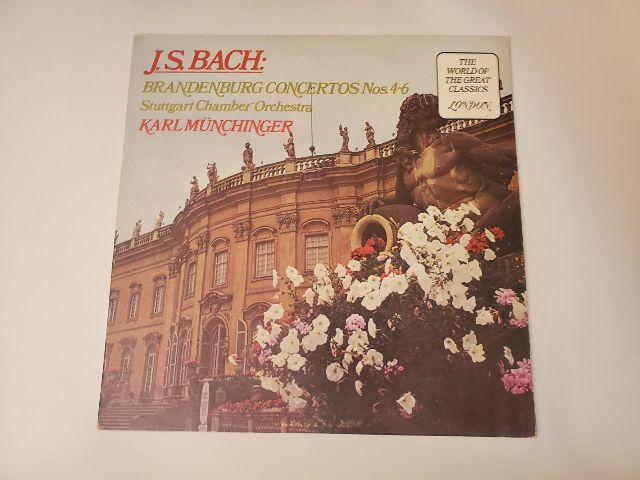 J.S. BACH:
BRANDENBURG CONCERTOS Nos. 4-6
Stuttgart Chamber Orchestra
KARL MÜNCHINGER
THE
WORLD OF
THE GREAT
CLASSICS
LONDON